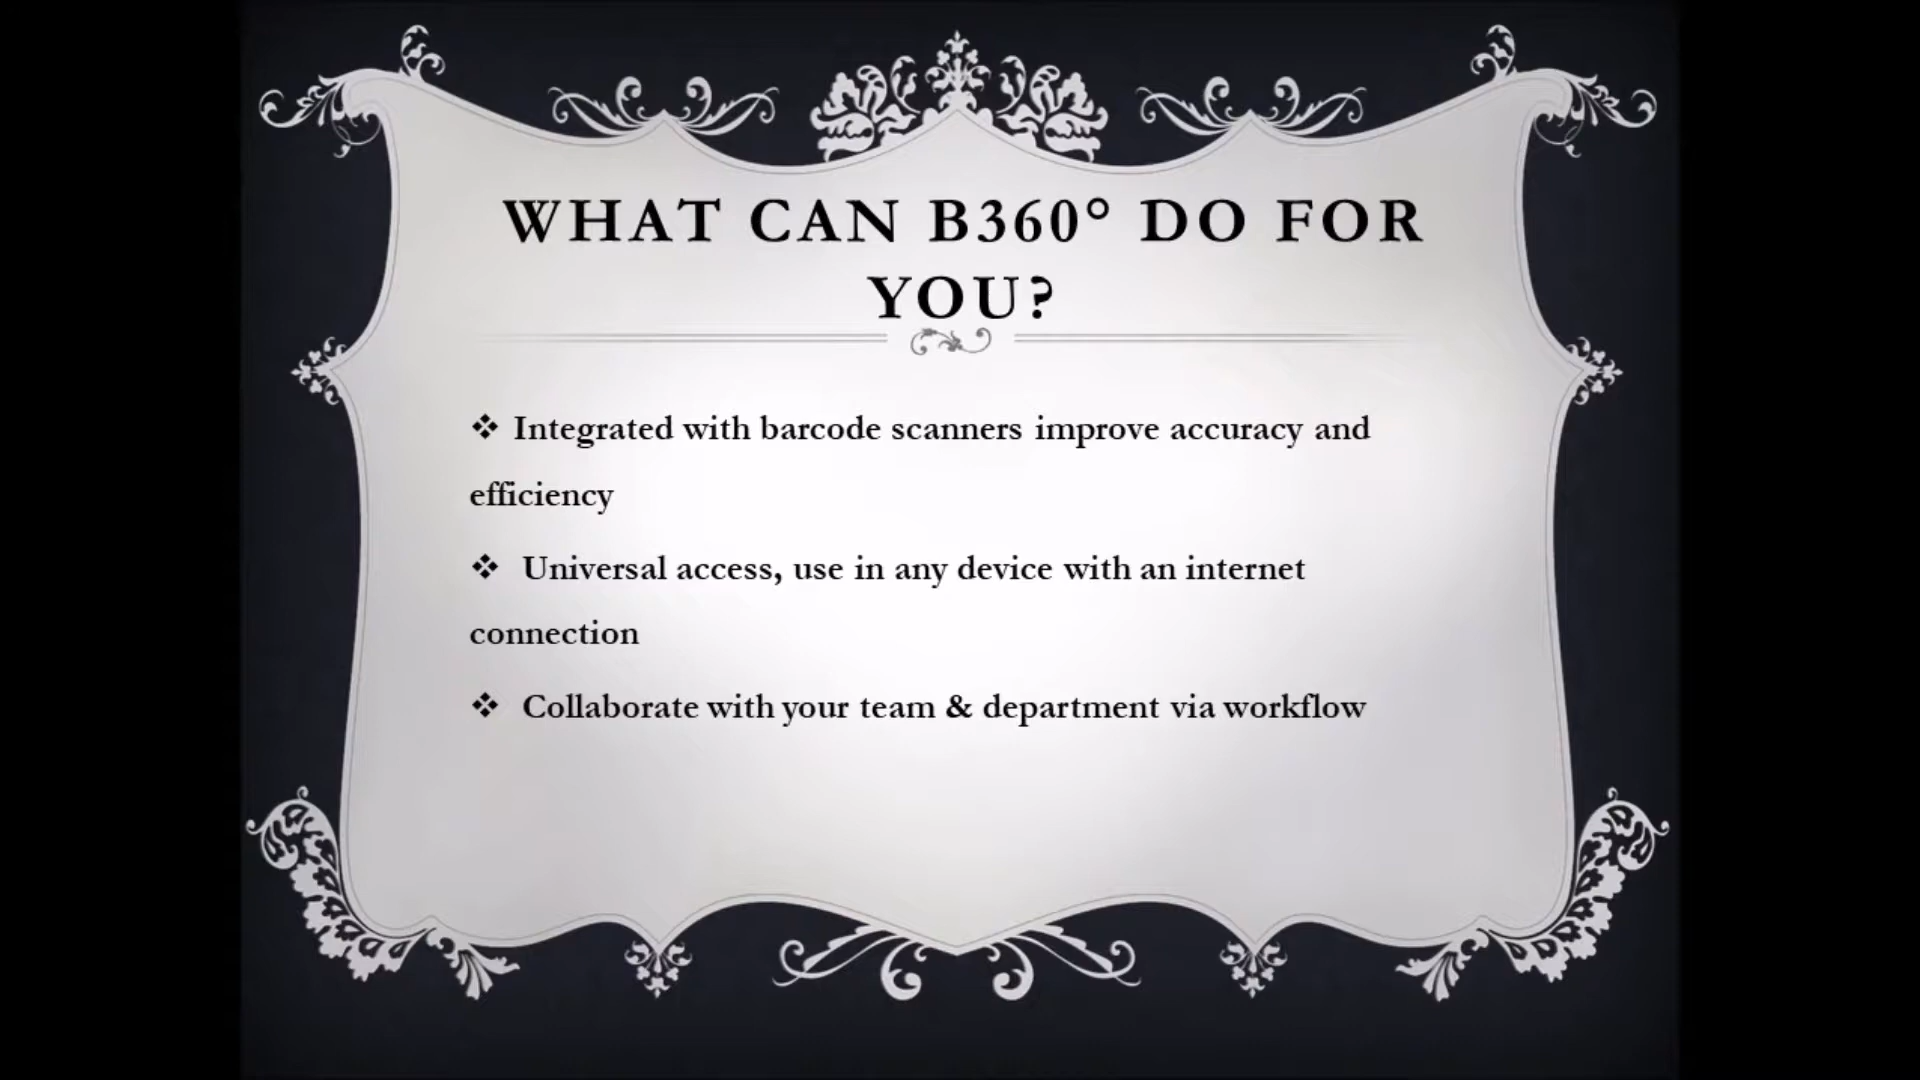 WHAT CAN B360° DO FOR
YOU?
❖ Integrated with barcode scanners improve accuracy and
efficiency
❖ Universal access, use in any device with an internet
connection
❖ Collaborate with your team & department via workflow